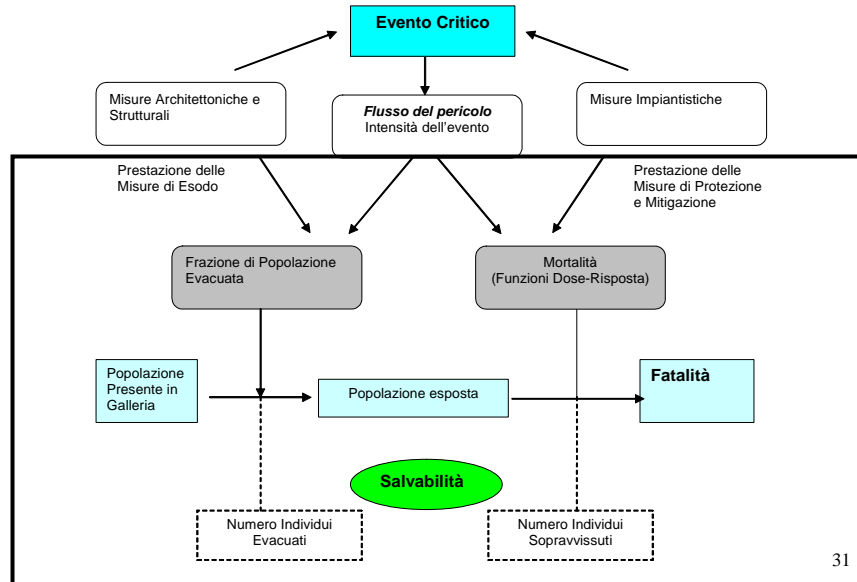 Evento Critico
Misure Architettoniche e
Strutturali
Flusso del pericolo
Intensità dell'evento
Misure Impiantistiche
Prestazione delle
Misure di Esodo
Prestazione delle
Misure di Protezione
e Mitigazione
Frazione di Popolazione
Evacuata
Mortalità
(Funzioni Dose-Risposta)
Popolazione
Presente in
Galleria
Popolazione esposta
Fatalità
Salvabilità
Numero Individui
Evacuati
Numero Individui
Sopravvissuti
31